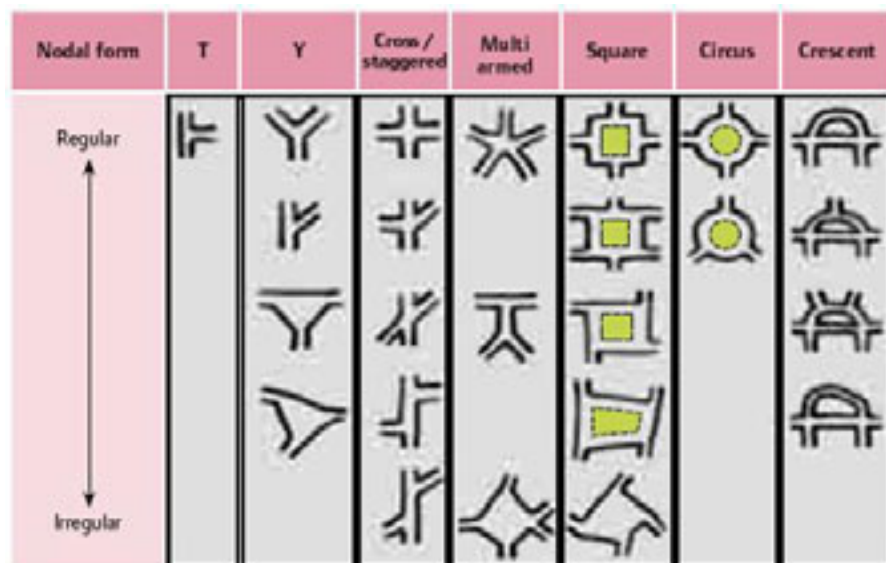 Nodal form
T
Y
Cross /
staggered
Multi
armed
Square
Circus
Crescent
Regular
Irregular